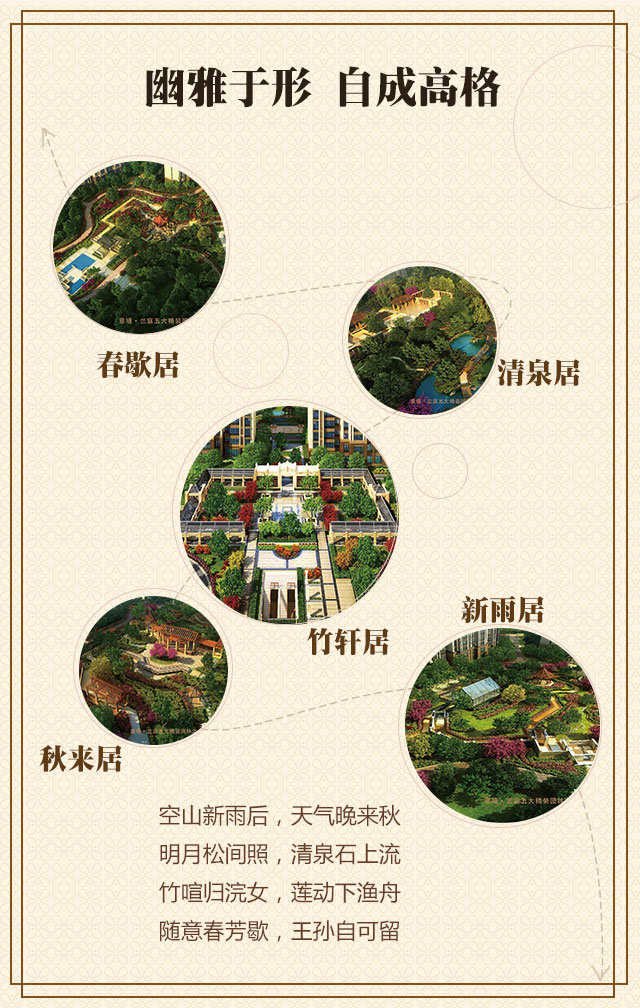 幽雅于形 自成高格
春歇居
清泉居
竹轩居
新雨居
秋来居
空山新雨后，天气晚来秋
明月松间照，清泉石上流
竹喧归浣女，莲动下渔舟
随意春芳歇，王孙自可留